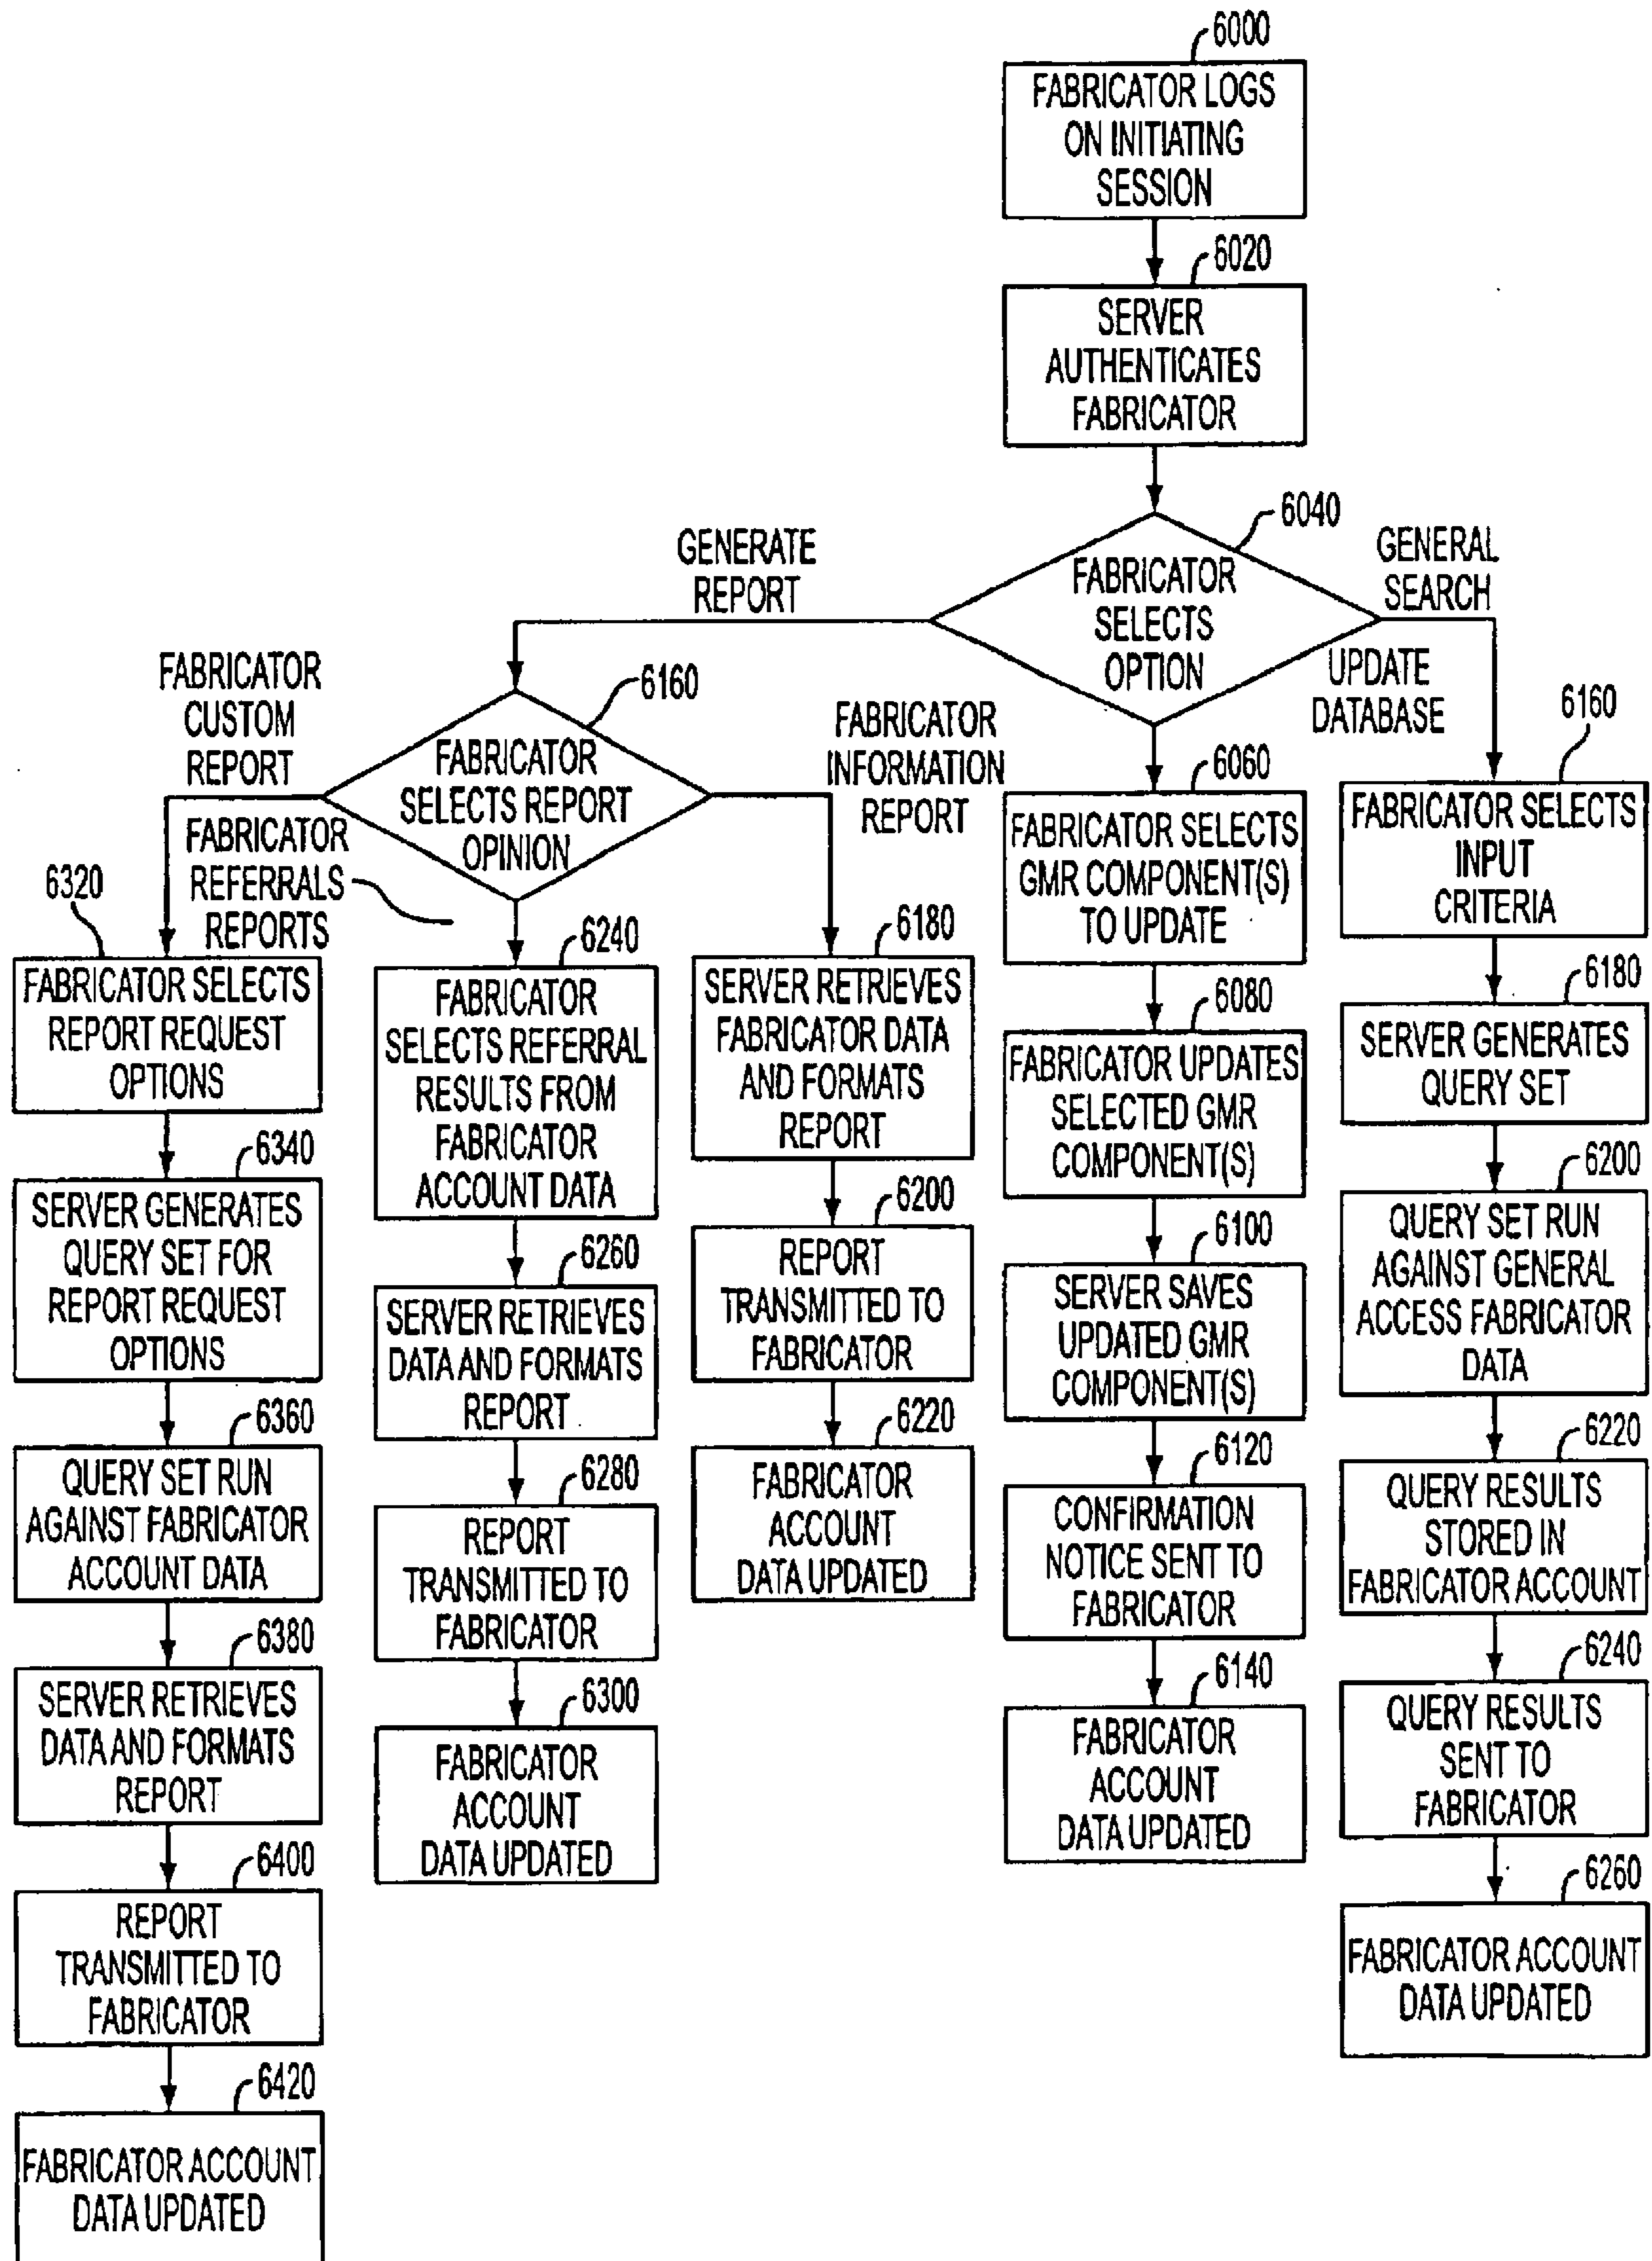 6000
FABRICATOR LOGS
ON INITIATING
SESSION
6020
SERVER
AUTHENTICATES
FABRICATOR
6040
FABRICATOR
SELECTS
OPTION
GENERATE
REPORT
GENERAL
SEARCH
UPDATE
DATABASE
6160
FABRICATOR
SELECTS REPORT
OPINION
FABRICATOR
CUSTOM
REPORT
FABRICATOR
REFERRALS
REPORTS
FABRICATOR
INFORMATION
REPORT
6320
FABRICATOR SELECTS
REPORT REQUEST
OPTIONS
6340
SERVER GENERATES
QUERY SET FOR
REPORT REQUEST
OPTIONS
6360
QUERY SET RUN
AGAINST FABRICATOR
ACCOUNT DATA
6380
SERVER RETRIEVES
DATA AND FORMATS
REPORT
6400
REPORT
TRANSMITTED TO
FABRICATOR
6420
FABRICATOR ACCOUNT
DATA UPDATED
6240
FABRICATOR
SELECTS REFERRAL
RESULTS FROM
FABRICATOR
ACCOUNT DATA
6260
SERVER RETRIEVES
DATA AND FORMATS
REPORT
6280
REPORT
TRANSMITTED TO
FABRICATOR
6300
FABRICATOR
ACCOUNT
DATA UPDATED
6180
SERVER RETRIEVES
FABRICATOR DATA
AND FORMATS
REPORT
6200
REPORT
TRANSMITTED TO
FABRICATOR
6220
FABRICATOR
ACCOUNT
DATA UPDATED
6060
FABRICATOR SELECTS
GMR COMPONENT(S)
TO UPDATE
6080
FABRICATOR UPDATES
SELECTED GMR
COMPONENT(S)
6100
SERVER SAVES
UPDATED GMR
COMPONENT(S)
6120
CONFIRMATION
NOTICE SENT TO
FABRICATOR
6140
FABRICATOR
ACCOUNT
DATA UPDATED
6160
FABRICATOR SELECTS
INPUT
CRITERIA
6180
SERVER GENERATES
QUERY SET
6200
QUERY SET RUN
AGAINST GENERAL
ACCESS FABRICATOR
DATA
6220
QUERY RESULTS
STORED IN
FABRICATOR ACCOUNT
6240
QUERY RESULTS
SENT TO
FABRICATOR
6260
FABRICATOR ACCOUNT
DATA UPDATED